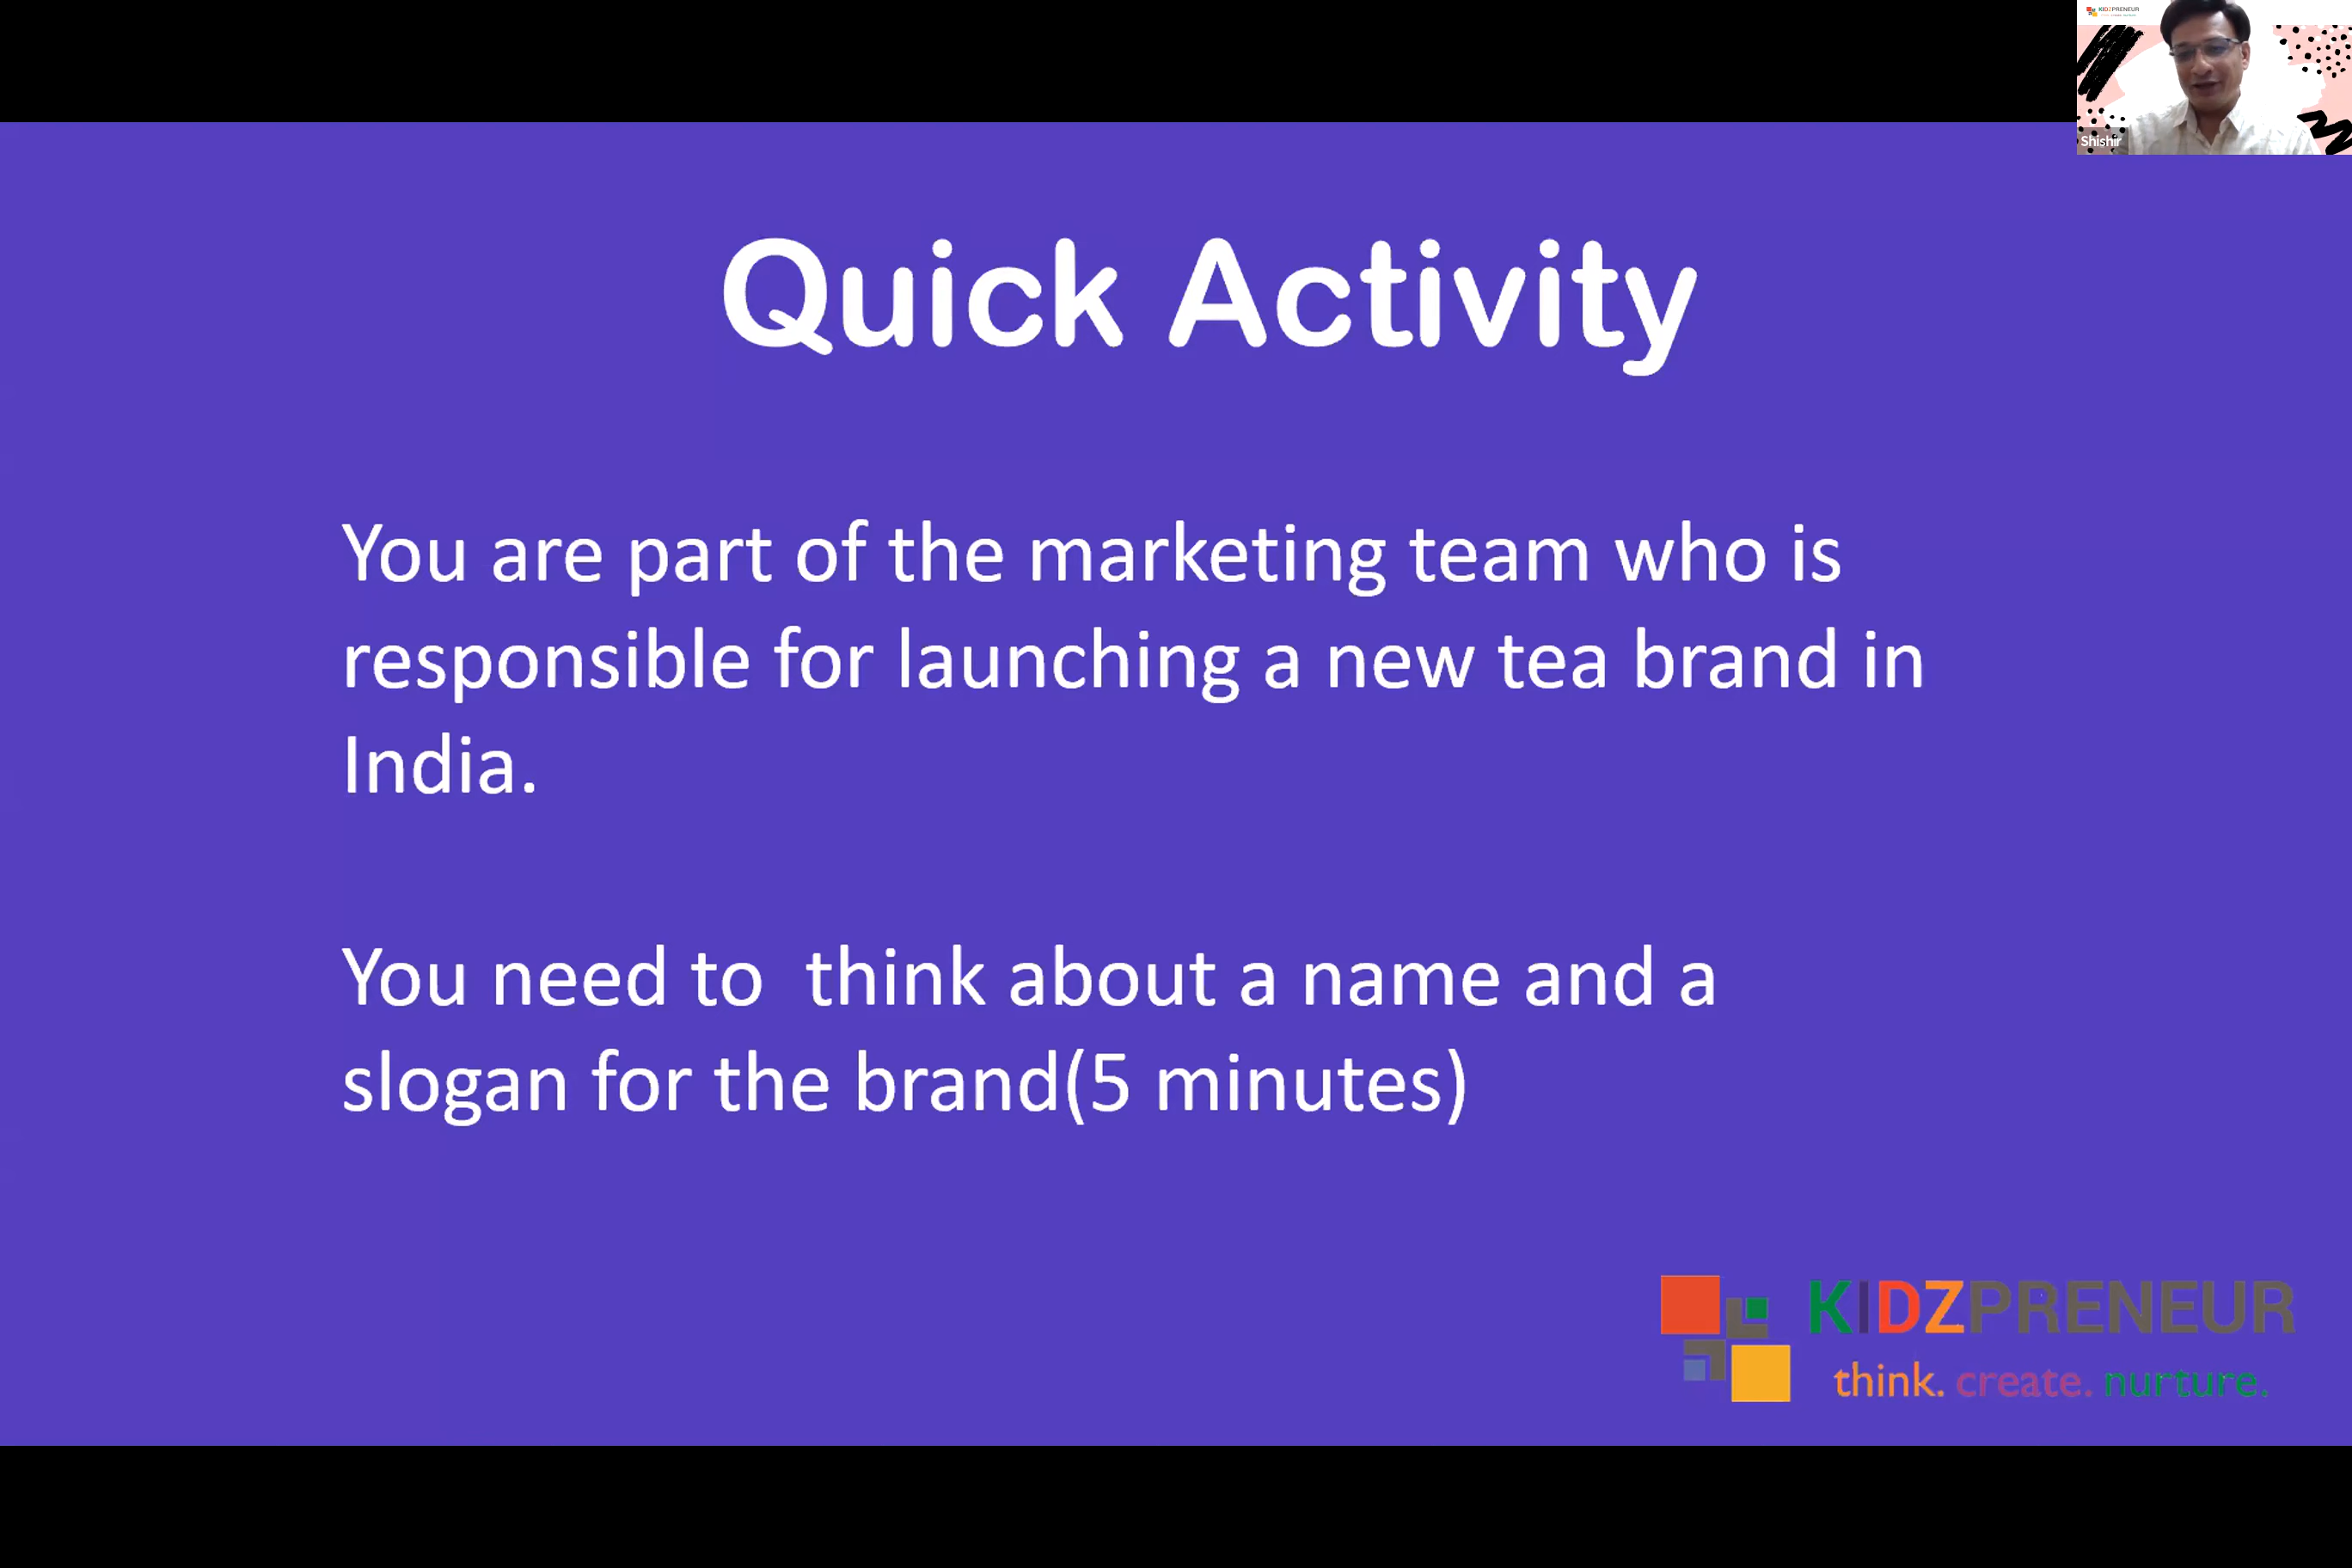 KIDZPRENEUR
Shishir
Quick Activity
You are part of the marketing team who is
responsible for launching a new tea brand in
India.
You need to  think about a name and a
slogan for the brand(5 minutes)
KIDZPRENEUR
think. create. nurture.